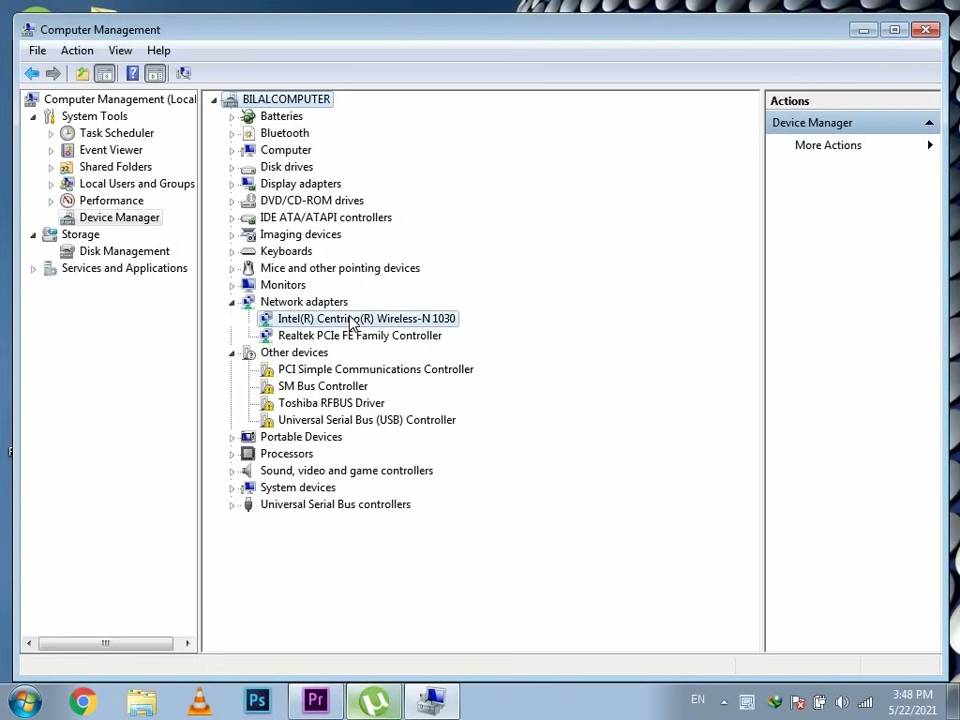 Computer Management
File Action View Help
Computer Management (Local
System Tools
Task Scheduler
Event Viewer
Shared Folders
Local Users and Groups
Performance
Device Manager
Storage
Disk Management
Services and Applications
BILALCOMPUTER
Batteries
Bluetooth
Computer
Disk drives
Display adapters
DVD/CD-ROM drives
IDE ATA/ATAPI controllers
Imaging devices
Keyboards
Mice and other pointing devices
Monitors
Network adapters
Intel(R) Centrino(R) Wireless-N 1030
Realtek PCIe FE Family Controller
Other devices
PCI Simple Communications Controller
SM Bus Controller
Toshiba RFBUS Driver
Universal Serial Bus (USB) Controller
Portable Devices
Processors
Sound, video and game controllers
System devices
Universal Serial Bus controllers
Actions
Device Manager
More Actions
Ps
Pr
EN
3:48 PM
5/22/2021